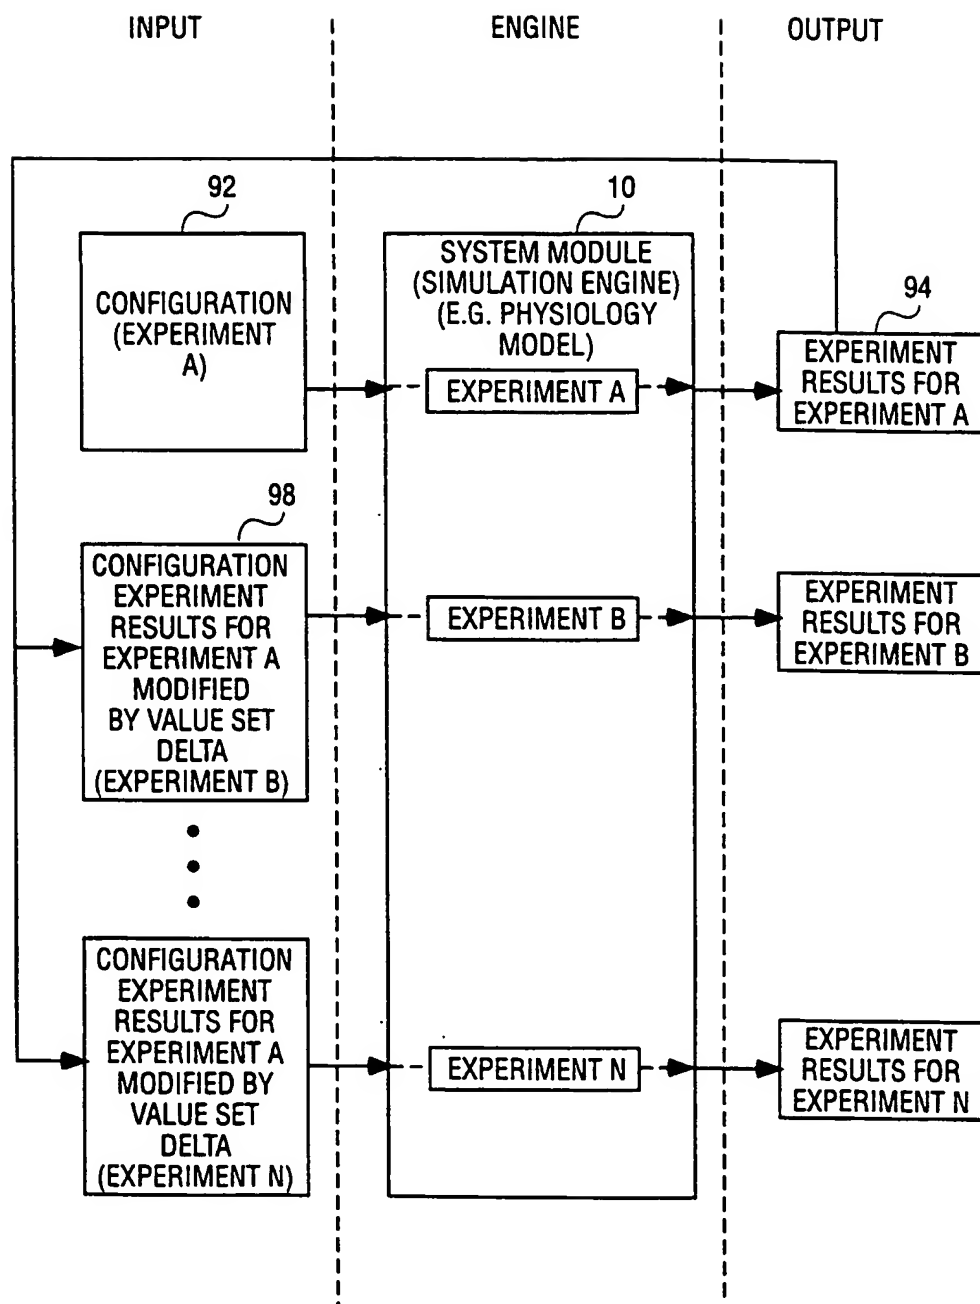 INPUT
ENGINE
OUTPUT
92
CONFIGURATION
(EXPERIMENT
A)
10
SYSTEM MODULE
(SIMULATION ENGINE)
(E.G. PHYSIOLOGY
MODEL)
EXPERIMENT A
94
EXPERIMENT
RESULTS FOR
EXPERIMENT A
98
CONFIGURATION
EXPERIMENT
RESULTS FOR
EXPERIMENT A
MODIFIED
BY VALUE SET
DELTA
(EXPERIMENT B)
EXPERIMENT B
EXPERIMENT
RESULTS FOR
EXPERIMENT B
CONFIGURATION
EXPERIMENT
RESULTS FOR
EXPERIMENT A
MODIFIED BY
VALUE SET
DELTA
(EXPERIMENT N)
EXPERIMENT N
EXPERIMENT
RESULTS FOR
EXPERIMENT N